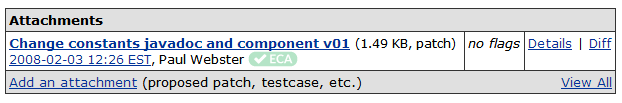 Attachments
Change constants javadoc and component v01 (1.49 KB, patch) no flags Details | Diff
2008-02-03 12:26 EST, Paul Webster ✓ ECA
Add an attachment (proposed patch, testcase, etc.) View All